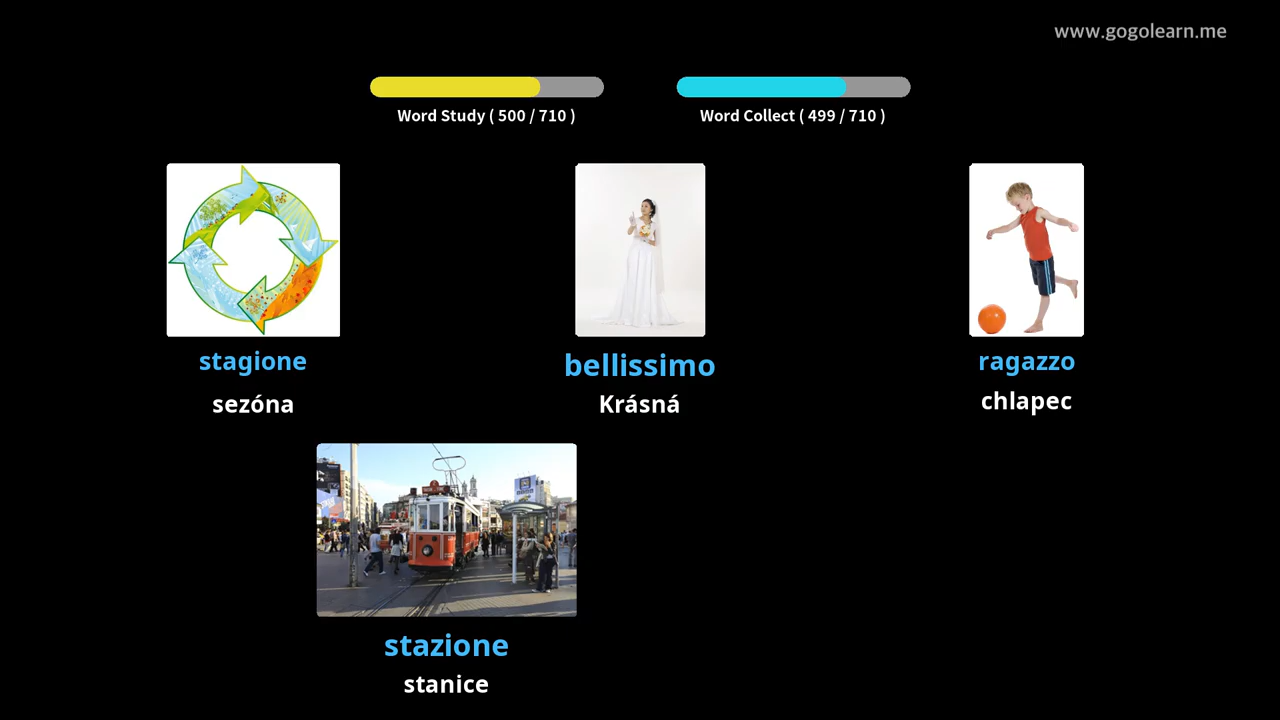 www.gogolearn.me
Word Study ( 500 / 710 )
Word Collect ( 499 / 710 )
stagione
sezóna
bellissimo
Krásná
ragazzo
chlapec
stazione
stanice